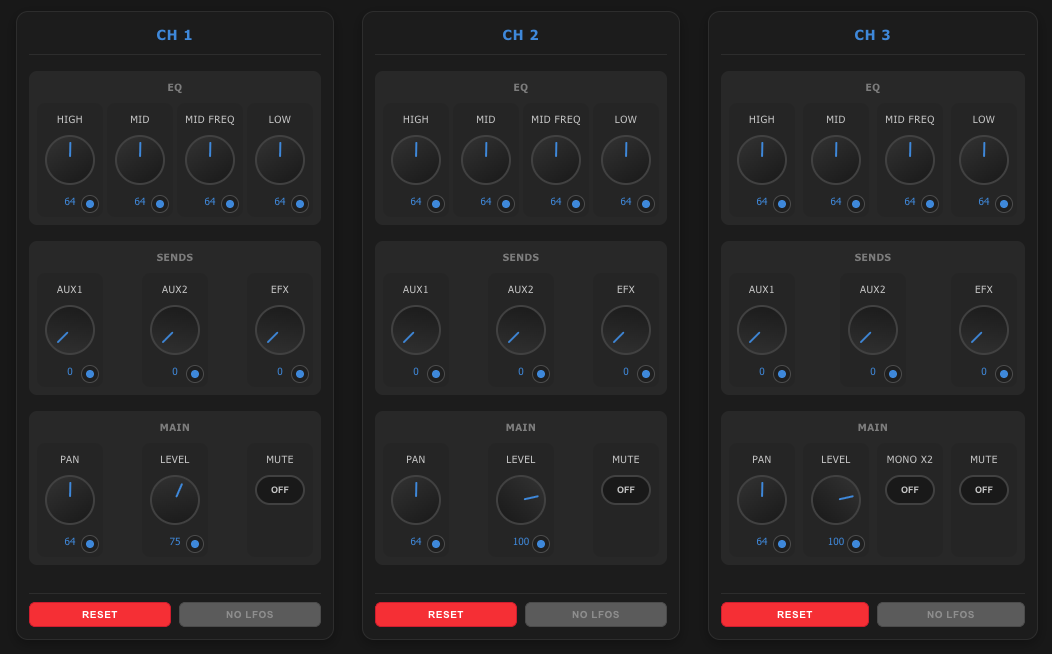 CH 1
EQ
HIGH MID MID FREQ LOW
64 64 64 64
SENDS
AUX1 AUX2 EFX
0 0 0
MAIN
PAN LEVEL MUTE
OFF
64 75
RESET NO LFOS
CH 2
EQ
HIGH MID MID FREQ LOW
64 64 64 64
SENDS
AUX1 AUX2 EFX
0 0 0
MAIN
PAN LEVEL MUTE
OFF
64 100
RESET NO LFOS
CH 3
EQ
HIGH MID MID FREQ LOW
64 64 64 64
SENDS
AUX1 AUX2 EFX
0 0 0
MAIN
PAN LEVEL MONO X2 MUTE
OFF OFF
64 100
RESET NO LFOS